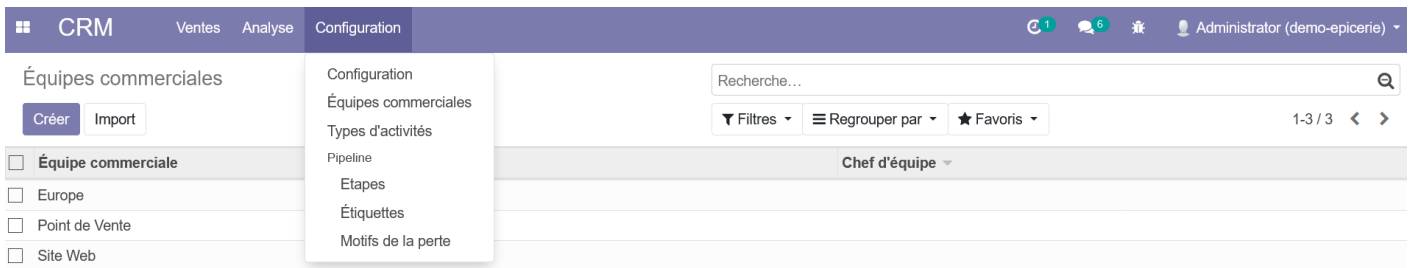 CRM Ventes Analyse Configuration 1 6 Administrator (demo-epicerie)
Équipes commerciales
Recherche...
Créer Import
Filtres Regrouper par Favoris 1-3 / 3
Configuration
Équipes commerciales
Types d'activités
Pipeline
Etapes
Étiquettes
Motifs de la perte
Équipe commerciale Chef d'équipe
Europe
Point de Vente
Site Web